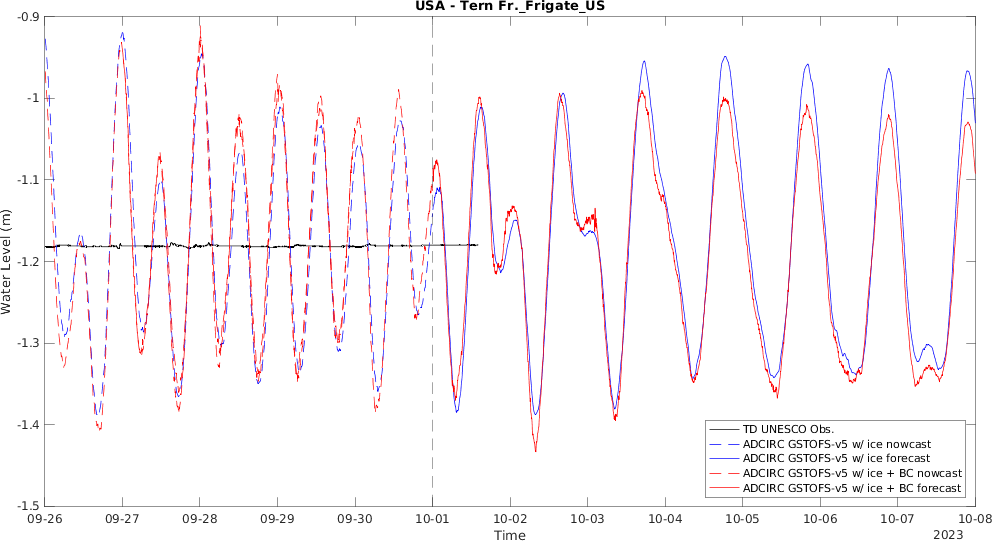 USA - Tern Fr._Frigate_US
-0.9
-1
-1.1
-1.2
-1.3
-1.4
-1.5
Water Level (m)
TD UNESCO Obs.
ADCIRC GSTOFS-v5 w/ ice nowcast
ADCIRC GSTOFS-v5 w/ ice forecast
ADCIRC GSTOFS-v5 w/ ice + BC nowcast
ADCIRC GSTOFS-v5 w/ ice + BC forecast
09-26 09-27 09-28 09-29 09-30 10-01 10-02 10-03 10-04 10-05 10-06 10-07 10-08
Time
2023